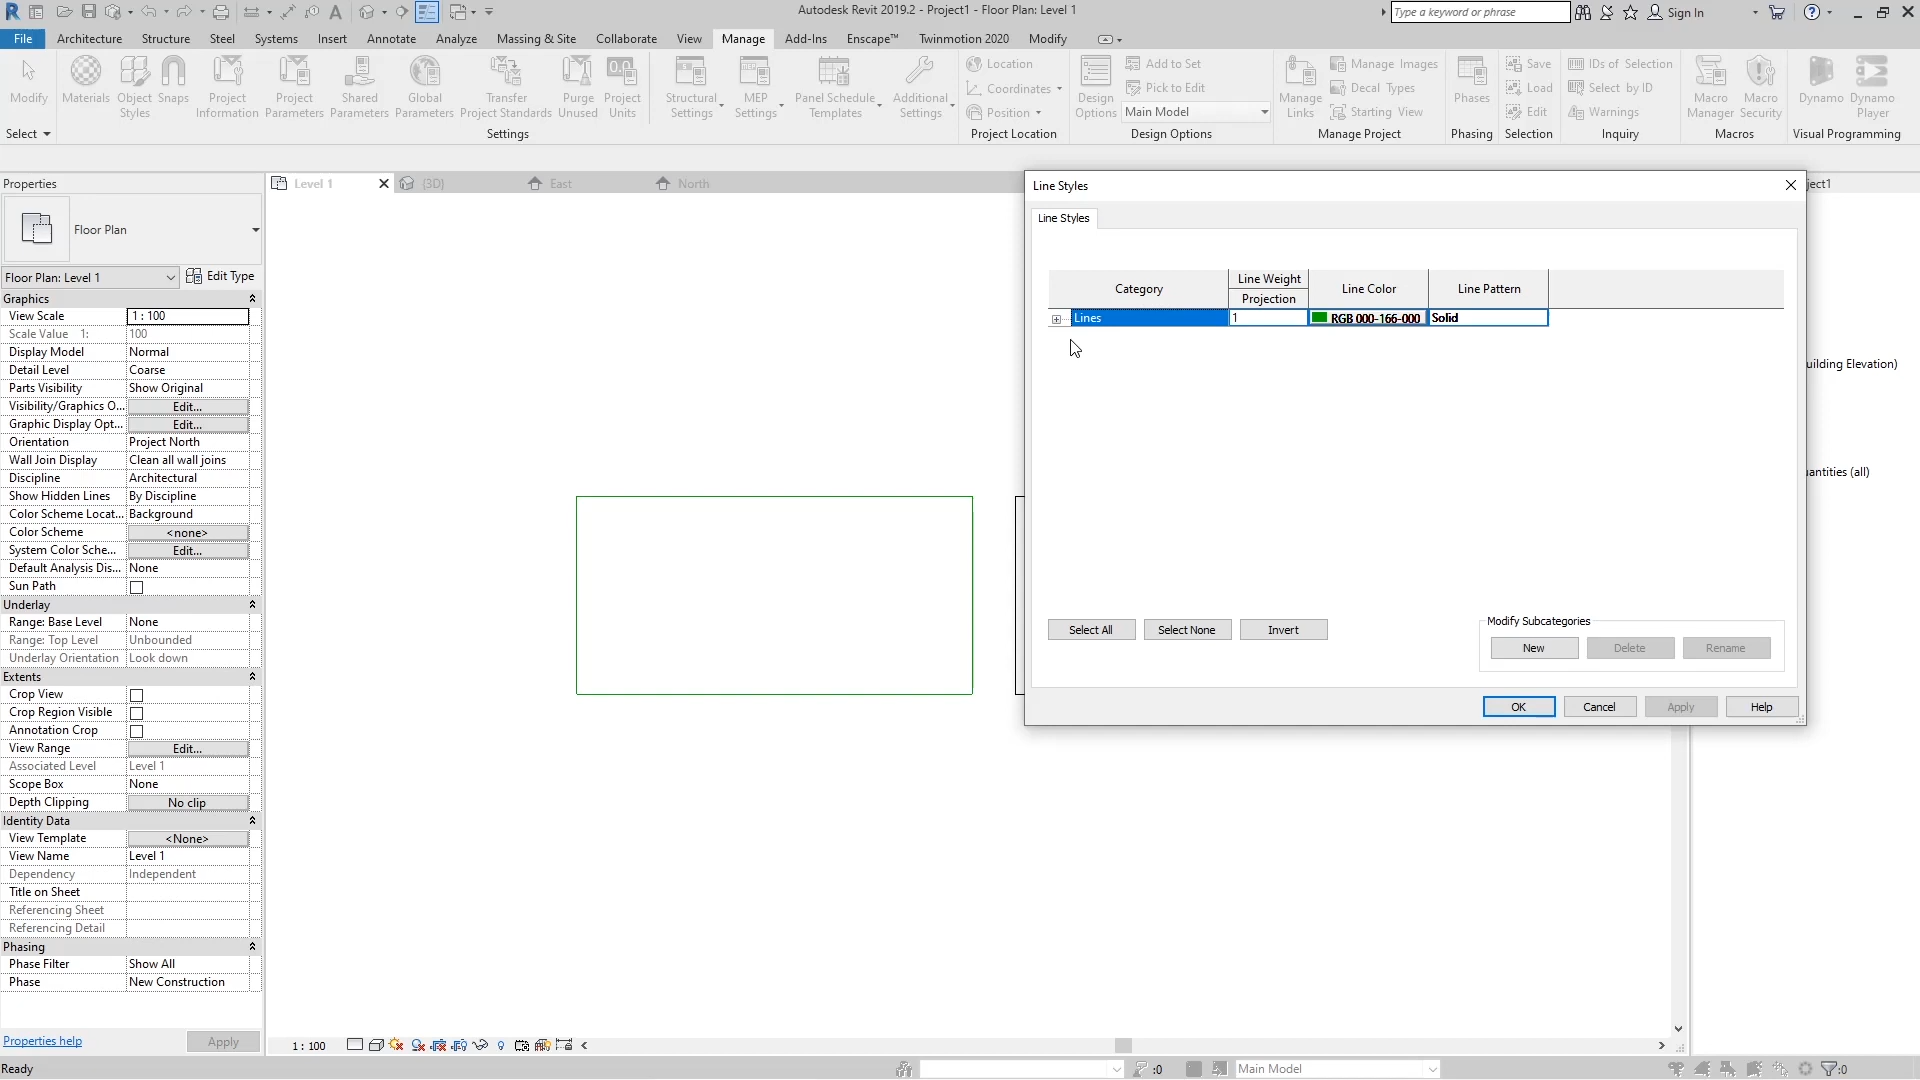 Autodesk Revit 2019.2 - Project1 - Floor Plan: Level 1
Type a keyword or phrase
Sign In
File Architecture Structure Steel Systems Insert Annotate Analyze Massing & Site Collaborate View Manage Add-Ins Enscape™ Twinmotion 2020 Modify
Modify
Materials
Object Styles
Snaps
Project Information
Project Parameters
Shared Parameters
Global Parameters
Transfer Project Standards
Purge Unused
Project Units
Structural Settings
MEP Settings
Panel Schedule Templates
Additional Settings
Location
Coordinates
Position
Design Options
Add to Set
Pick to Edit
Main Model
Manage Links
Manage Images
Decal Types
Starting View
Phases
Save
Load
Edit
IDs of Selection
Select by ID
Warnings
Macro Manager
Macro Security
Dynamo
Dynamo Player
Select Settings Project Location Design Options Manage Project Phasing Selection Inquiry Macros Visual Programming
Properties
Floor Plan
Floor Plan: Level 1 Edit Type
Graphics
View Scale 1 : 100
Scale Value 1: 100
Display Model Normal
Detail Level Coarse
Parts Visibility Show Original
Visibility/Graphics O... Edit...
Graphic Display Opt... Edit...
Orientation Project North
Wall Join Display Clean all wall joins
Discipline Architectural
Show Hidden Lines By Discipline
Color Scheme Locat... Background
Color Scheme <none>
System Color Sche... Edit...
Default Analysis Dis... None
Sun Path
Underlay
Range: Base Level None
Range: Top Level Unbounded
Underlay Orientation Look down
Extents
Crop View
Crop Region Visible
Annotation Crop
View Range Edit...
Associated Level Level 1
Scope Box None
Depth Clipping No clip
Identity Data
View Template <None>
View Name Level 1
Dependency Independent
Title on Sheet
Referencing Sheet
Referencing Detail
Phasing
Phase Filter Show All
Phase New Construction
Properties help Apply
Level 1 {3D} East North
Line Styles
Line Styles
Category Line Weight Line Color Line Pattern
Projection
Lines 1 RGB 000-166-000 Solid
Select All Select None Invert
Modify Subcategories
New Delete Rename
OK Cancel Apply Help
ject1
uilding Elevation)
antities (all)
1 : 100
Ready
:0
Main Model
:0